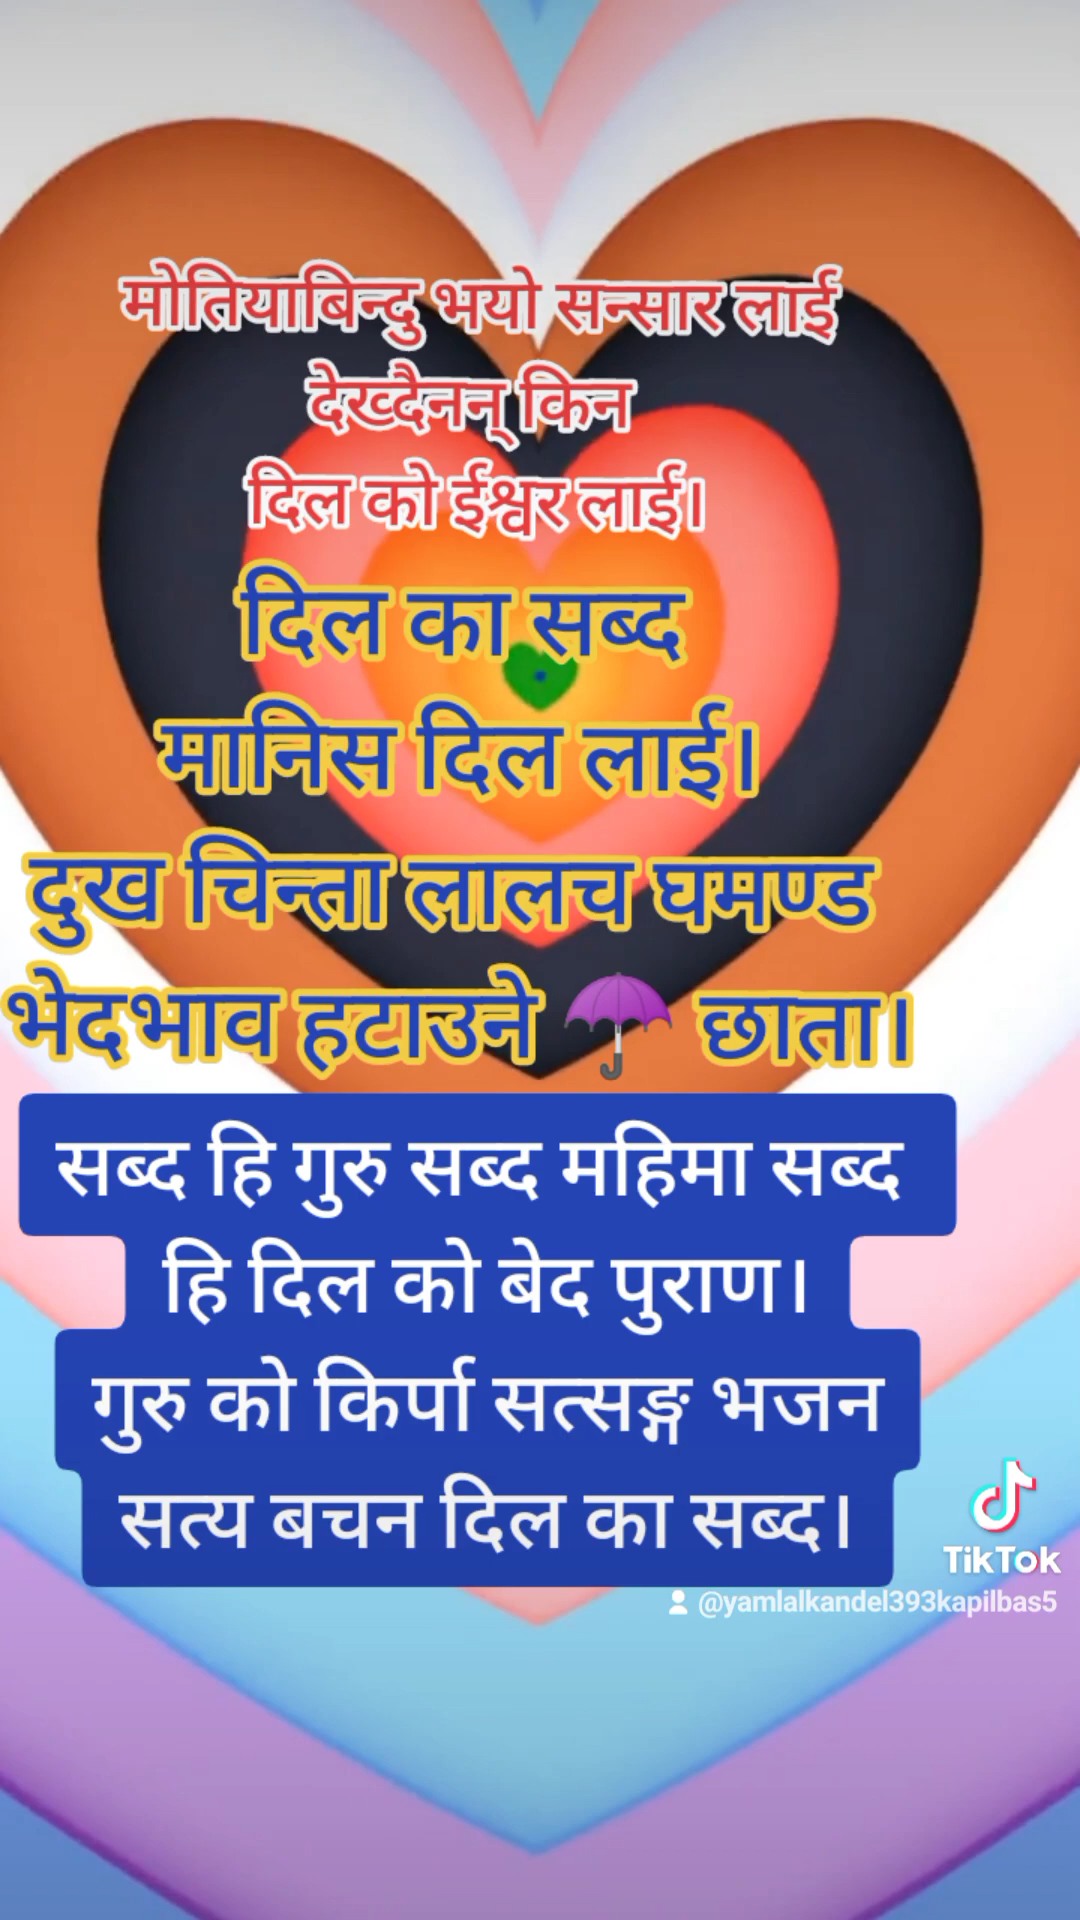 मोतियाबिन्दु भयो सन्सार लाई
देख्दैनन् किन
दिल को ईश्वर लाई।
दिल का सब्द
मानिस दिल लाई।
दुख चिन्ता लालच घमण्ड
भेदभाव हटाउने ☂️ छाता।
सब्द हि गुरु सब्द महिमा सब्द
हि दिल को बेद पुराण।
गुरु को किर्पा सत्सङ्ग भजन
सत्य बचन दिल का सब्द।
TikTok
@yamlalkandel393kapilbas5